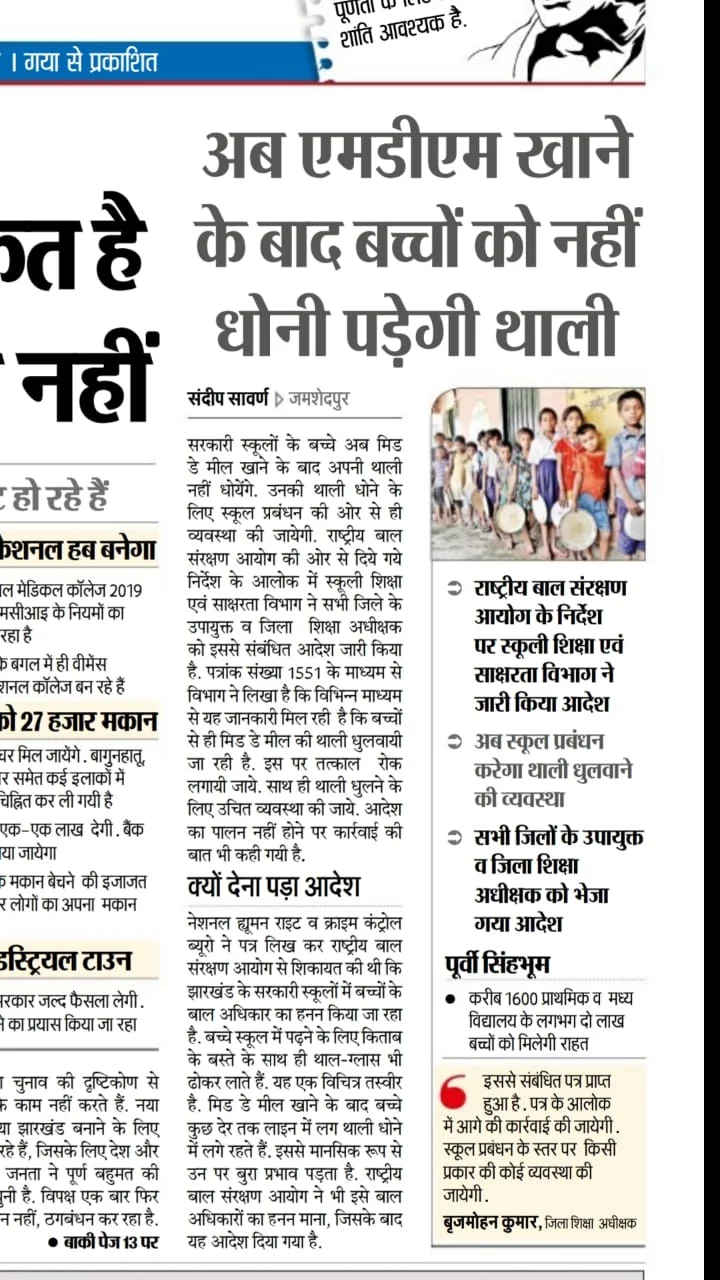 शांति आवश्यक है.
। गया से प्रकाशित
अब एमडीएम खाने
के बाद बच्चों को नहीं
धोनी पड़ेगी थाली
संदीप सावर्ण ▷ जमशेदपुर
सरकारी स्कूलों के बच्चे अब मिड
डे मील खाने के बाद अपनी थाली
नहीं धोयेंगे. उनकी थाली धोने के
लिए स्कूल प्रबंधन की ओर से ही
व्यवस्था की जायेगी. राष्ट्रीय बाल
संरक्षण आयोग की ओर से दिये गये
निर्देश के आलोक में स्कूली शिक्षा
एवं साक्षरता विभाग ने सभी जिले के
उपायुक्त व जिला शिक्षा अधीक्षक
को इससे संबंधित आदेश जारी किया
है. पत्रांक संख्या 1551 के माध्यम से
विभाग ने लिखा है कि विभिन्न माध्यम
से यह जानकारी मिल रही है कि बच्चों
से ही मिड डे मील की थाली धुलवायी
जा रही है. इस पर तत्काल रोक
लगायी जाये. साथ ही थाली धुलने के
लिए उचित व्यवस्था की जाये. आदेश
का पालन नहीं होने पर कार्रवाई की
बात भी कही गयी है.
क्यों देना पड़ा आदेश
नेशनल ह्यूमन राइट व क्राइम कंट्रोल
ब्यूरो ने पत्र लिख कर राष्ट्रीय बाल
संरक्षण आयोग से शिकायत की थी कि
झारखंड के सरकारी स्कूलों में बच्चों के
बाल अधिकार का हनन किया जा रहा
है. बच्चे स्कूल में पढ़ने के लिए किताब
के बस्ते के साथ ही थाल-ग्लास भी
ढोकर लाते हैं. यह एक विचित्र तस्वीर
है. मिड डे मील खाने के बाद बच्चे
कुछ देर तक लाइन में लग थाली धोने
में लगे रहते हैं. इससे मानसिक रूप से
उन पर बुरा प्रभाव पड़ता है. राष्ट्रीय
बाल संरक्षण आयोग ने भी इसे बाल
अधिकारों का हनन माना, जिसके बाद
यह आदेश दिया गया है.
राष्ट्रीय बाल संरक्षण
आयोग के निर्देश
पर स्कूली शिक्षा एवं
साक्षरता विभाग ने
जारी किया आदेश
अब स्कूल प्रबंधन
करेगा थाली धुलवाने
की व्यवस्था
सभी जिलों के उपायुक्त
व जिला शिक्षा
अधीक्षक को भेजा
गया आदेश
पूर्वी सिंहभूम
● करीब 1600 प्राथमिक व मध्य
विद्यालय के लगभग दो लाख
बच्चों को मिलेगी राहत
इससे संबंधित पत्र प्राप्त
हुआ है. पत्र के आलोक
में आगे की कार्रवाई की जायेगी.
स्कूल प्रबंधन के स्तर पर किसी
प्रकार की कोई व्यवस्था की
जायेगी.
बृजमोहन कुमार, जिला शिक्षा अधीक्षक
है
नहीं
हो रहे हैं
हब बनेगा
मेडिकल कॉलेज 2019
के नियमों का
रहा है
बगल में ही वीमेंस
कॉलेज बन रहे हैं
को 27 हजार मकान
मिल जायेंगे. बागुनहातू,
समेत कई इलाकों में
चिह्नित कर ली गयी है
एक-एक लाख देगी. बैंक
जायेगा
मकान बेचने की इजाजत
लोगों का अपना मकान
टाउन
जल्द फैसला लेगी.
का प्रयास किया जा रहा
चुनाव की दृष्टिकोण से
काम नहीं करते हैं. नया
झारखंड बनाने के लिए
रहे हैं, जिसके लिए देश और
जनता ने पूर्ण बहुमत की
है. विपक्ष एक बार फिर
नहीं, ठगबंधन कर रहा है.
● बाकी पेज 13 पर